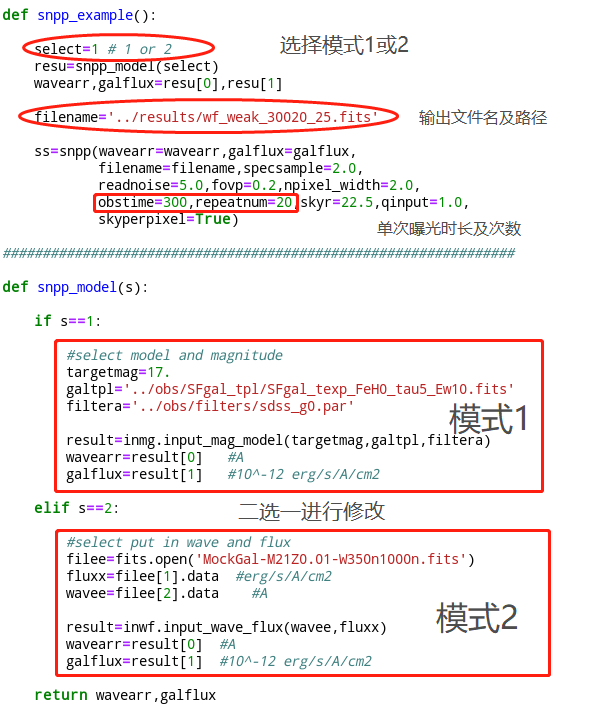 def snpp_example():
select=1 # 1 or 2
选择模式1或2
resu=snpp_model(select)
wavearr,galflux=resu[0],resu[1]
filename='../results/wf_weak_30020_25.fits'
输出文件名及路径
ss=snpp(wavearr=wavearr,galflux=galflux,
filename=filename,specsample=2.0,
readnoise=5.0,fovp=0.2,npixel_width=2.0,
obstime=300,repeatnum=20,skyr=22.5,qinput=1.0,
skyperpixel=True)
单次曝光时长及次数
################################################################
def snpp_model(s):
if s==1:
#select model and magnitude
targetmag=17.
galtpl='../obs/SFgal_tpl/SFgal_texp_FeH0_tau5_Ew10.fits'
filtera='../obs/filters/sdss_g0.par'
模式1
result=inmg.input_mag_model(targetmag,galtpl,filtera)
wavearr=result[0] #A
galflux=result[1] #10^-12 erg/s/A/cm2
elif s==2:
二选一进行修改
#select put in wave and flux
filee=fits.open('MockGal-M21Z0.01-W350n1000n.fits')
fluxx=filee[1].data #erg/s/A/cm2
wavee=filee[2].data #A
模式2
result=inwf.input_wave_flux(wavee,fluxx)
wavearr=result[0] #A
galflux=result[1] #10^-12 erg/s/A/cm2
return wavearr,galflux